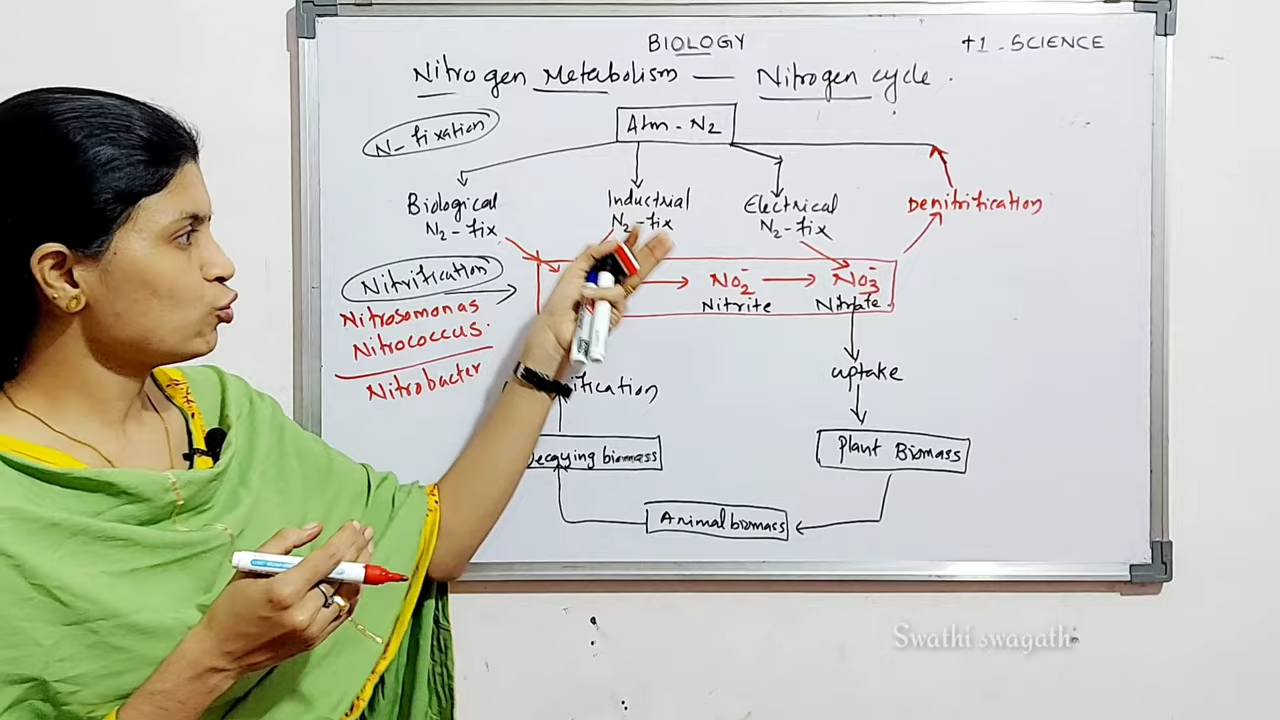 BIOLOGY
+1 - SCIENCE
Nitrogen Metabolism — Nitrogen cycle.
N-fixation
Atm-N2
Biological
N2-fix
Industrial
N2-fix
Electrical
N2-fix
Denitrification
Nitrification
NO2-
NO3-
Nitrite
Nitrate.
Nitrosomonas
Nitrococcus.
Nitrobacter
ification
uptake
Decaying biomass
Plant Biomass
Animal biomass
Swathi swagath